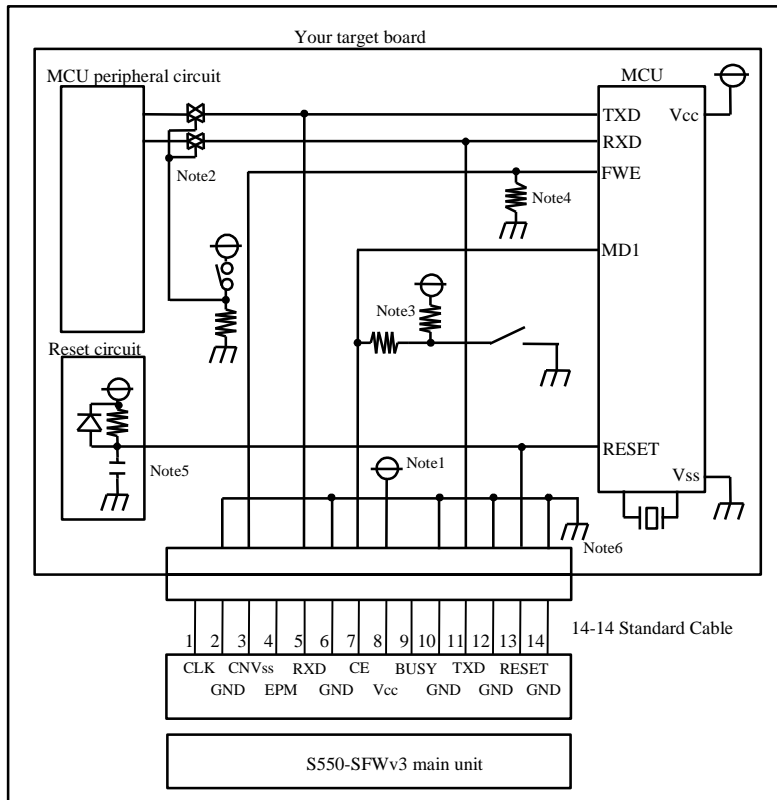 Your target board
MCU peripheral circuit
MCU
TXD
Vcc
RXD
FWE
Note2
Note4
MD1
Note3
Reset circuit
RESET
Note5
Note1
Vss
Note6
14-14 Standard Cable
1 2 3 4 5 6 7 8 9 10 11 12 13 14
CLK CNVss RXD CE BUSY TXD RESET
GND EPM GND Vcc GND GND GND
S550-SFWv3 main unit